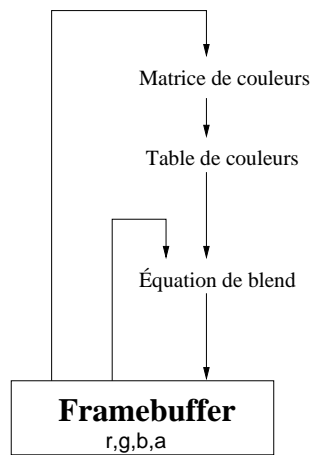 Matrice de couleurs
Table de couleurs
Équation de blend
Framebuffer
r,g,b,a